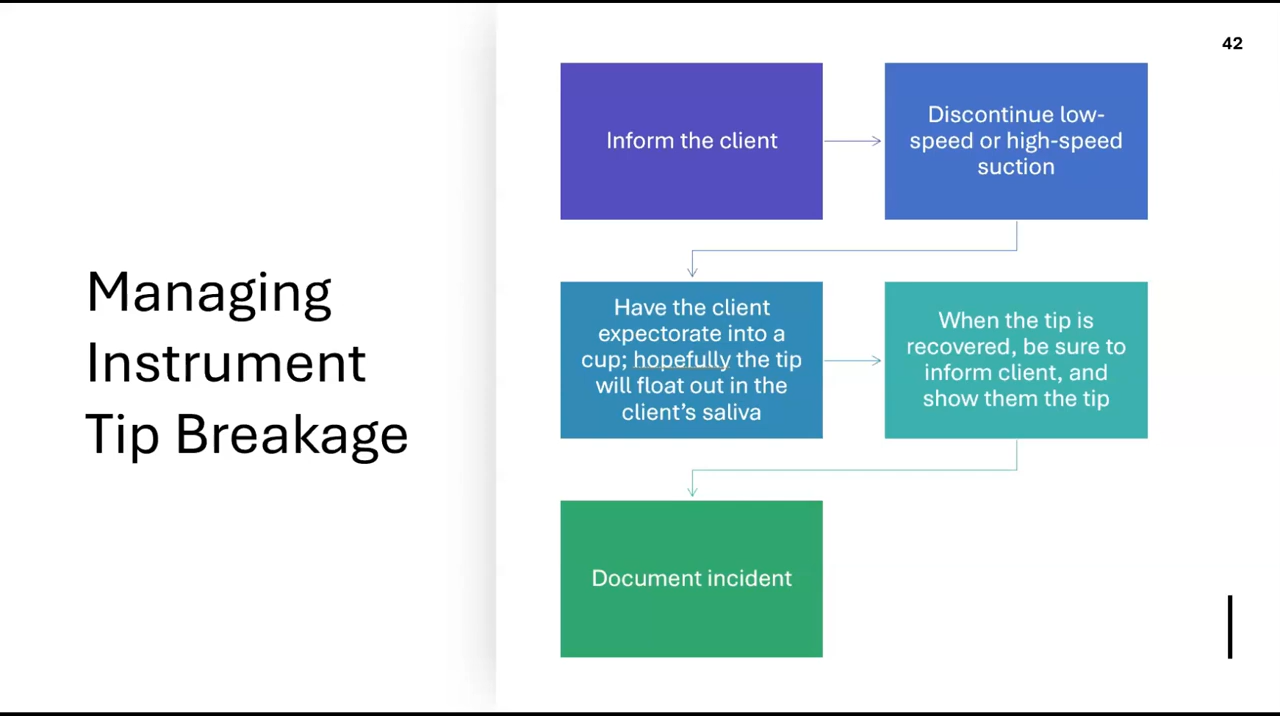 42
Managing
Instrument
Tip Breakage
Inform the client
Discontinue low-
speed or high-speed
suction
Have the client
expectorate into a
cup; hopefully the tip
will float out in the
client’s saliva
When the tip is
recovered, be sure to
inform client, and
show them the tip
Document incident